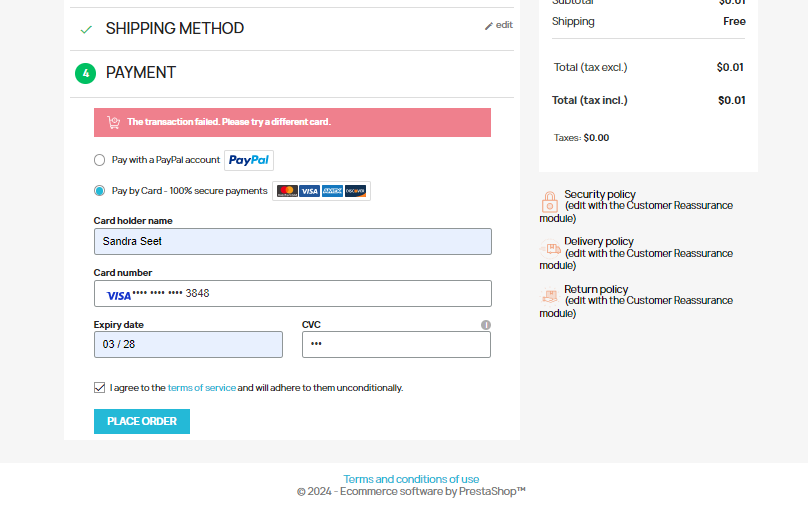 SHIPPING METHOD
edit
4 PAYMENT
The transaction failed. Please try a different card.
Pay with a PayPal account PayPal
Pay by Card - 100% secure payments VISA DISCOVER
Card holder name
Sandra Seet
Card number
VISA •••• •••• •••• 3848
Expiry date
03 / 28
CVC
i
•••
I agree to the terms of service and will adhere to them unconditionally.
PLACE ORDER
Subtotal $0.01
Shipping Free
Total (tax excl.) $0.01
Total (tax incl.) $0.01
Taxes: $0.00
Security policy
(edit with the Customer Reassurance
module)
Delivery policy
(edit with the Customer Reassurance
module)
Return policy
(edit with the Customer Reassurance
module)
Terms and conditions of use
© 2024 - Ecommerce software by PrestaShop™